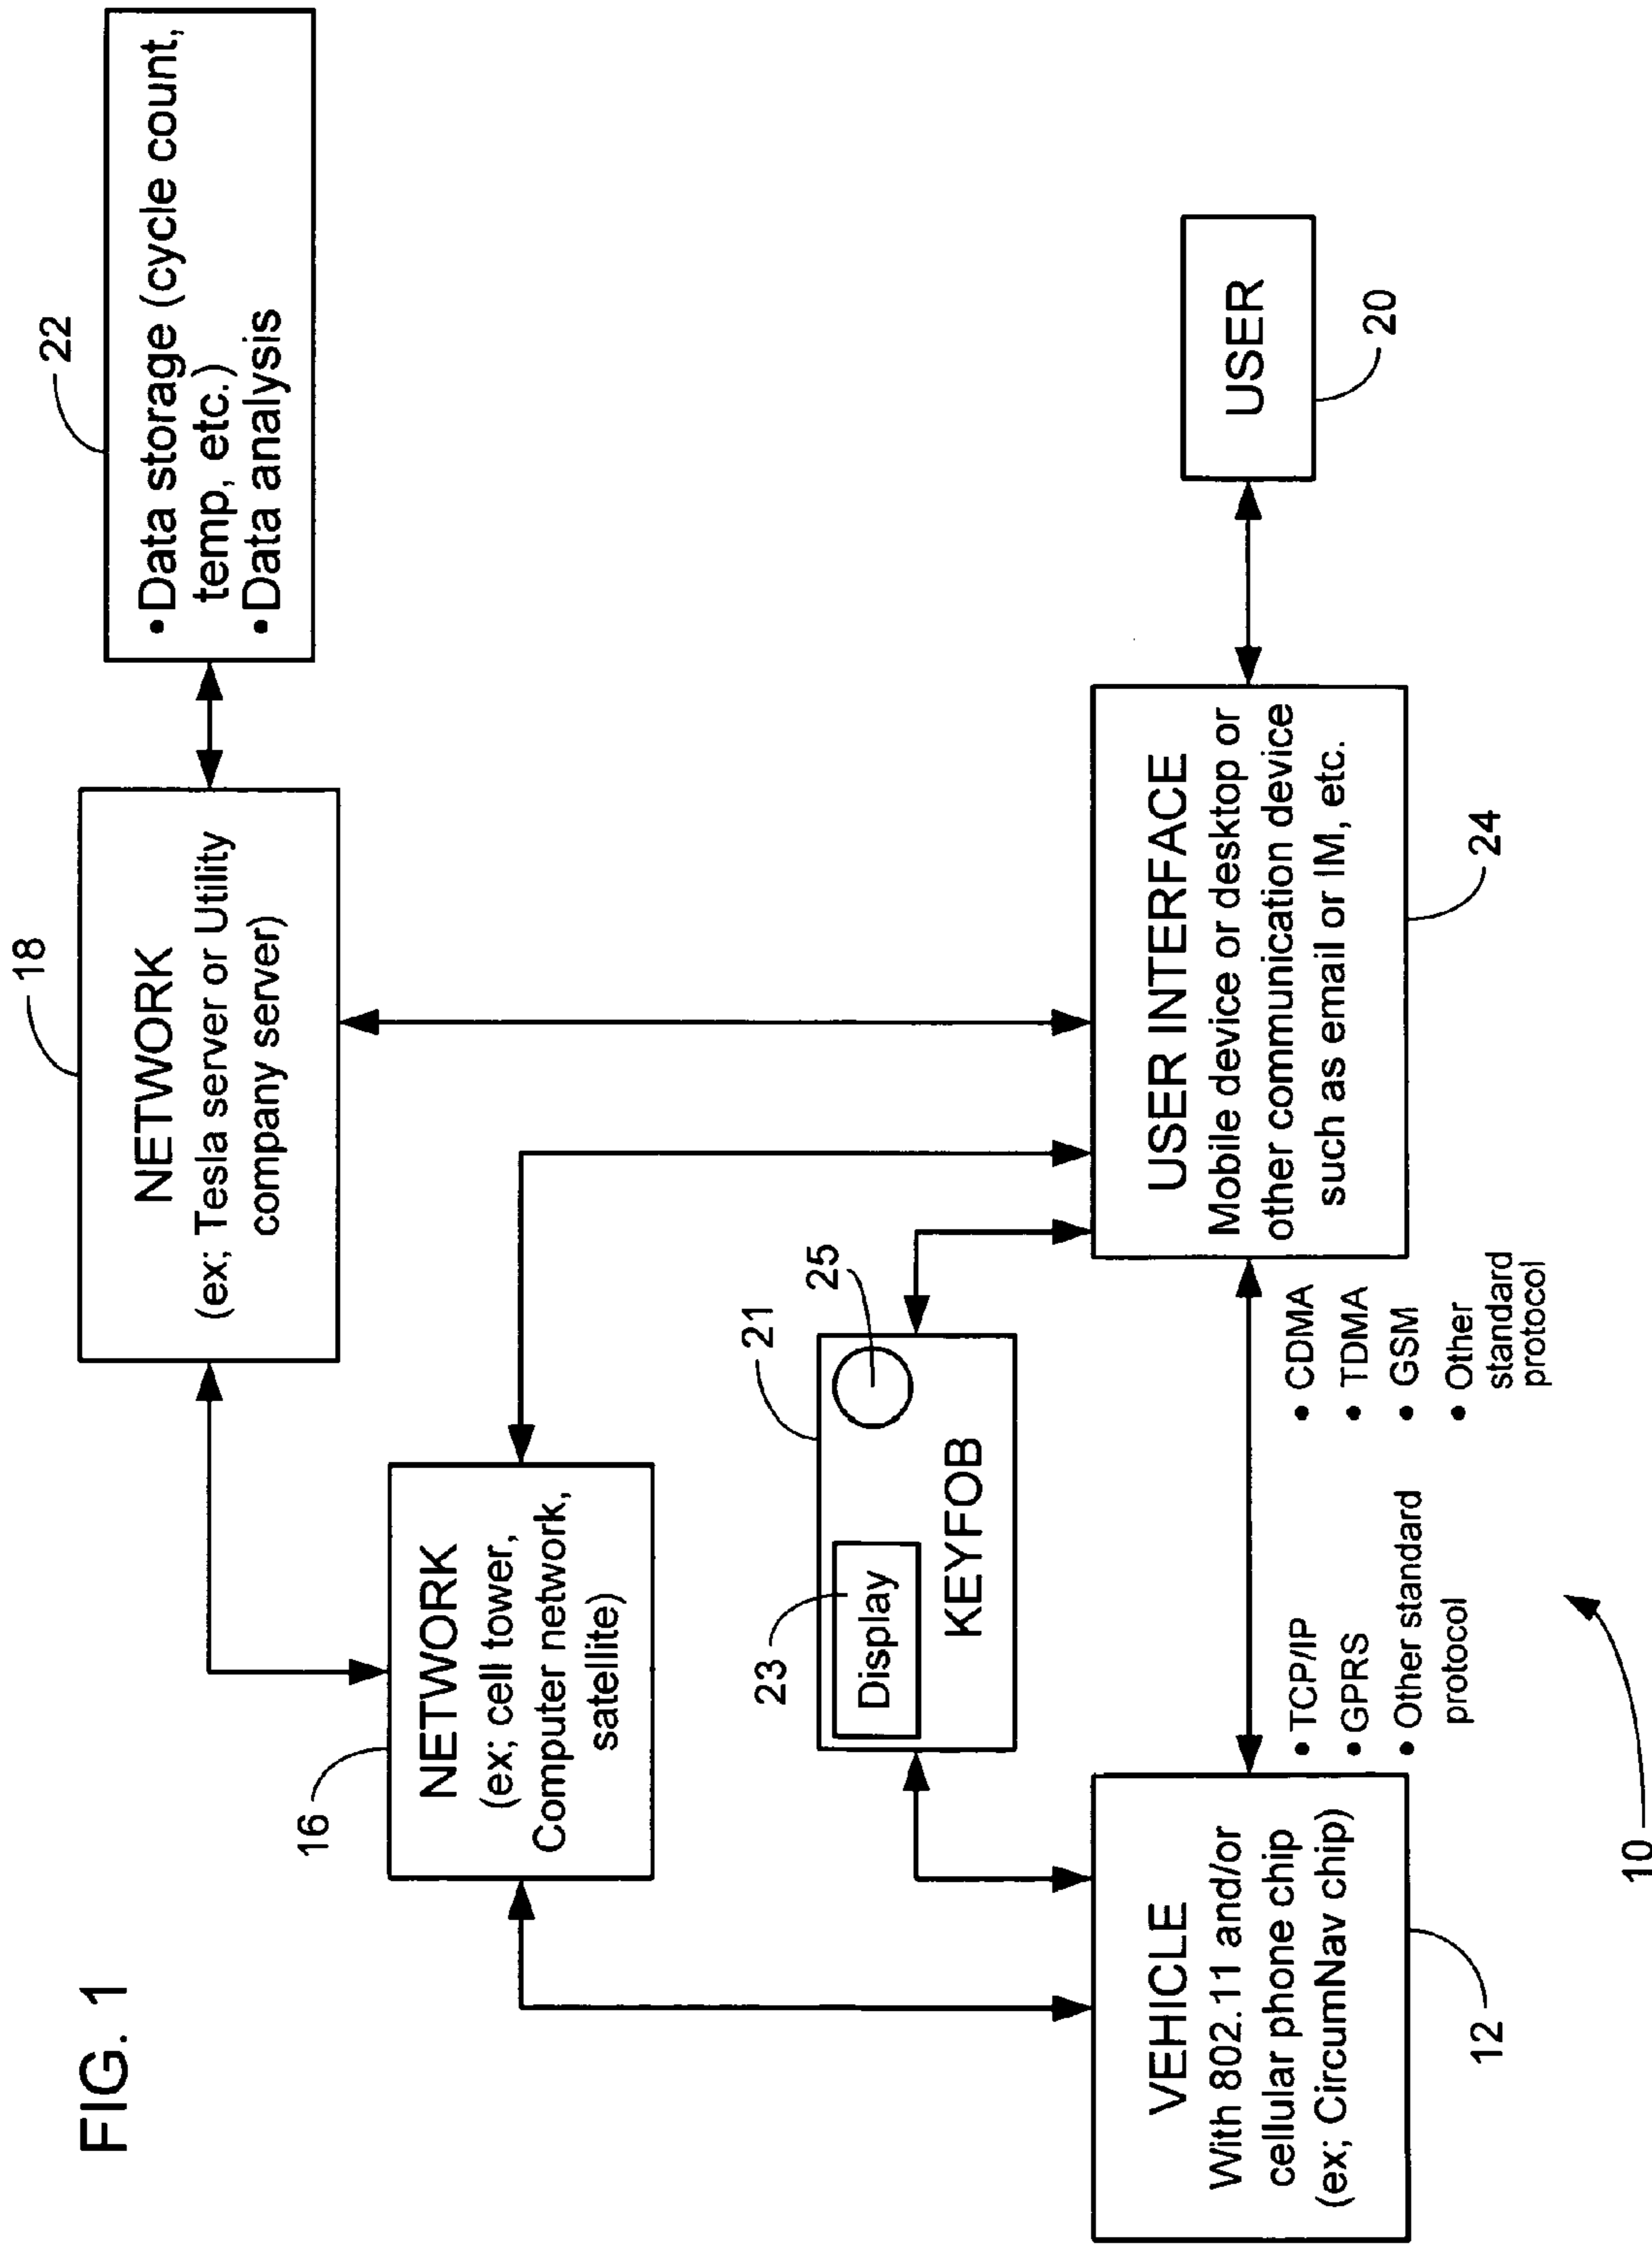 FIG. 1
22
•Data storage (cycle count,
temp, etc.)
•Data analysis
18
NETWORK
(ex; Tesla server or Utility
company server)
16
NETWORK
(ex; cell tower,
Computer network,
satellite)
21
23
25
Display
KEYFOB
VEHICLE
With 802.11 and/or
cellular phone chip
(ex; CircumNav chip)
12
• TCP/IP
• GPRS
• Other standard
protocol
• CDMA
• TDMA
• GSM
• Other
standard
protocol
USER INTERFACE
Mobile device or desktop or
other communication device
such as email or IM, etc.
24
USER
20
10